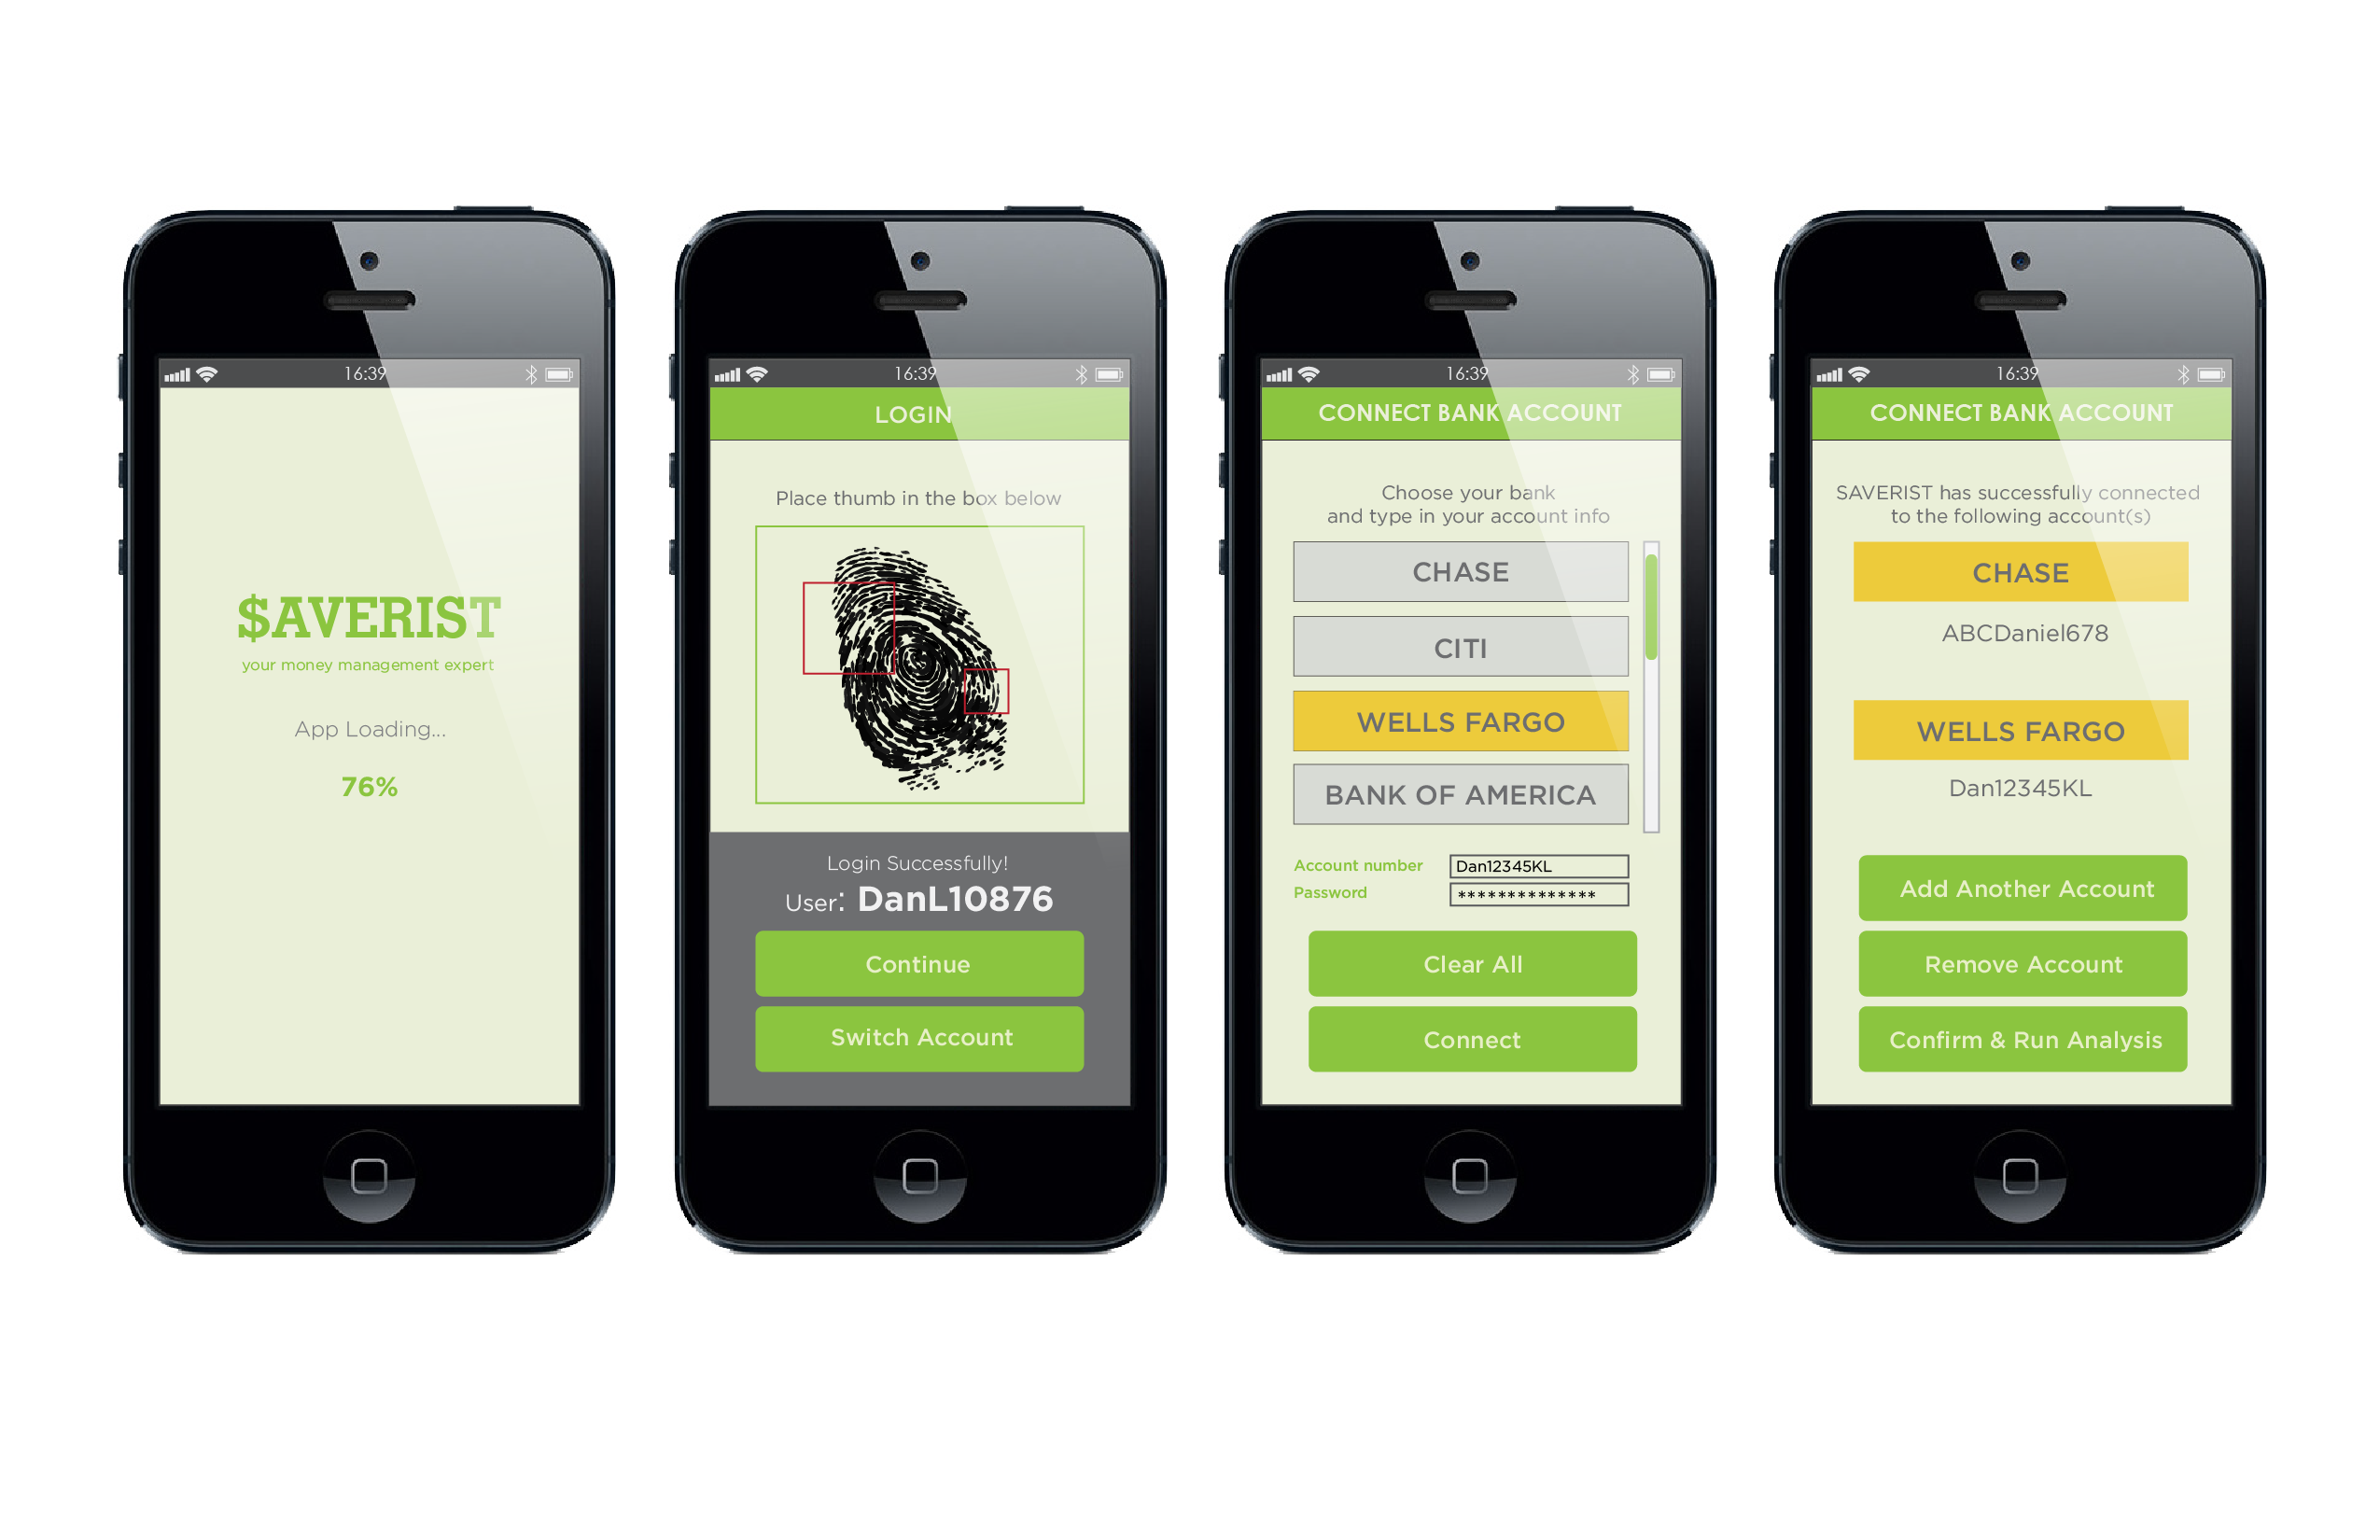 16:39
$AVERIST
your money management expert
App Loading...
76%
16:39
LOGIN
Place thumb in the box below
Login Successfully!
User: DanL10876
Continue
Switch Account
16:39
CONNECT BANK ACCOUNT
Choose your bank
and type in your account info
CHASE
CITI
WELLS FARGO
BANK OF AMERICA
Account number Dan12345KL
Password **************
Clear All
Connect
16:39
CONNECT BANK ACCOUNT
SAVERIST has successfully connected
to the following account(s)
CHASE
ABCDaniel678
WELLS FARGO
Dan12345KL
Add Another Account
Remove Account
Confirm & Run Analysis